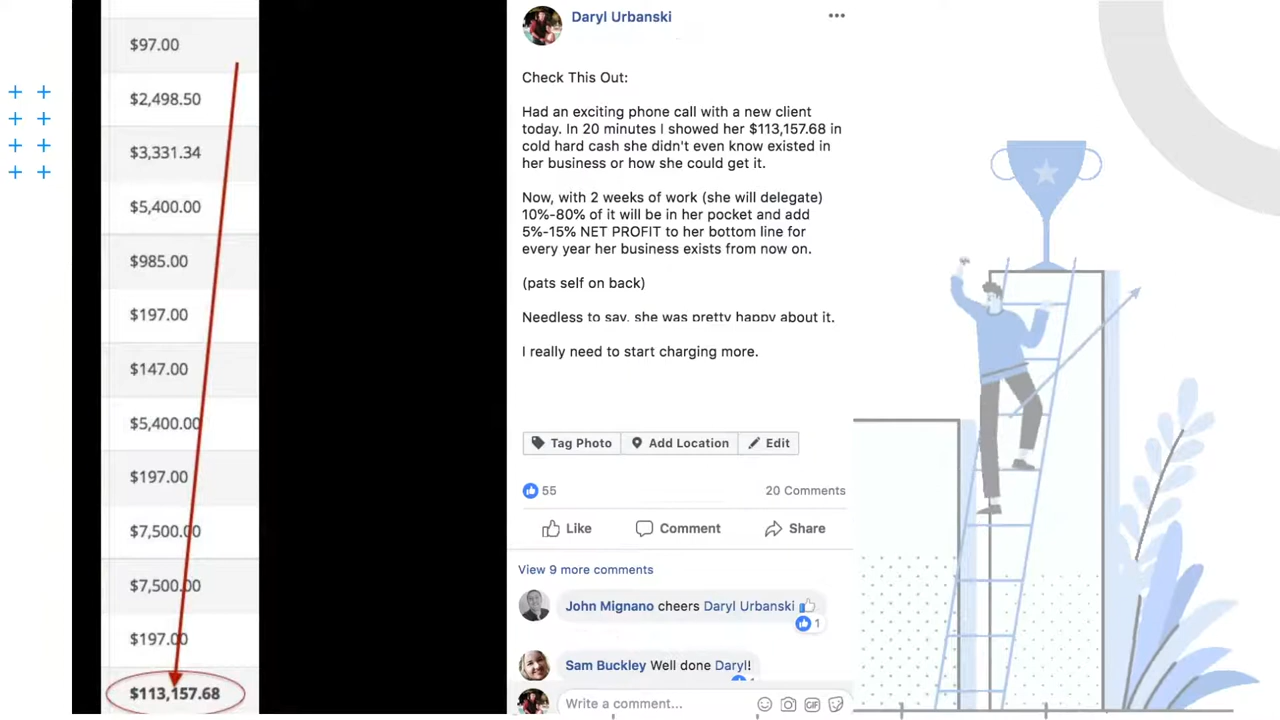 $97.00
$2,498.50
$3,331.34
$5,400.00
$985.00
$197.00
$147.00
$5,400.00
$197.00
$7,500.00
$7,500.00
$197.00
$113,157.68
Daryl Urbanski
Check This Out:
Had an exciting phone call with a new client
today. In 20 minutes I showed her $113,157.68 in
cold hard cash she didn't even know existed in
her business or how she could get it.
Now, with 2 weeks of work (she will delegate)
10%-80% of it will be in her pocket and add
5%-15% NET PROFIT to her bottom line for
every year her business exists from now on.
(pats self on back)
Needless to say, she was pretty happy about it.
I really need to start charging more.
Tag Photo Add Location Edit
55 20 Comments
Like Comment Share
View 9 more comments
John Mignano cheers Daryl Urbanski
1
Sam Buckley Well done Daryl!
Write a comment... GIF